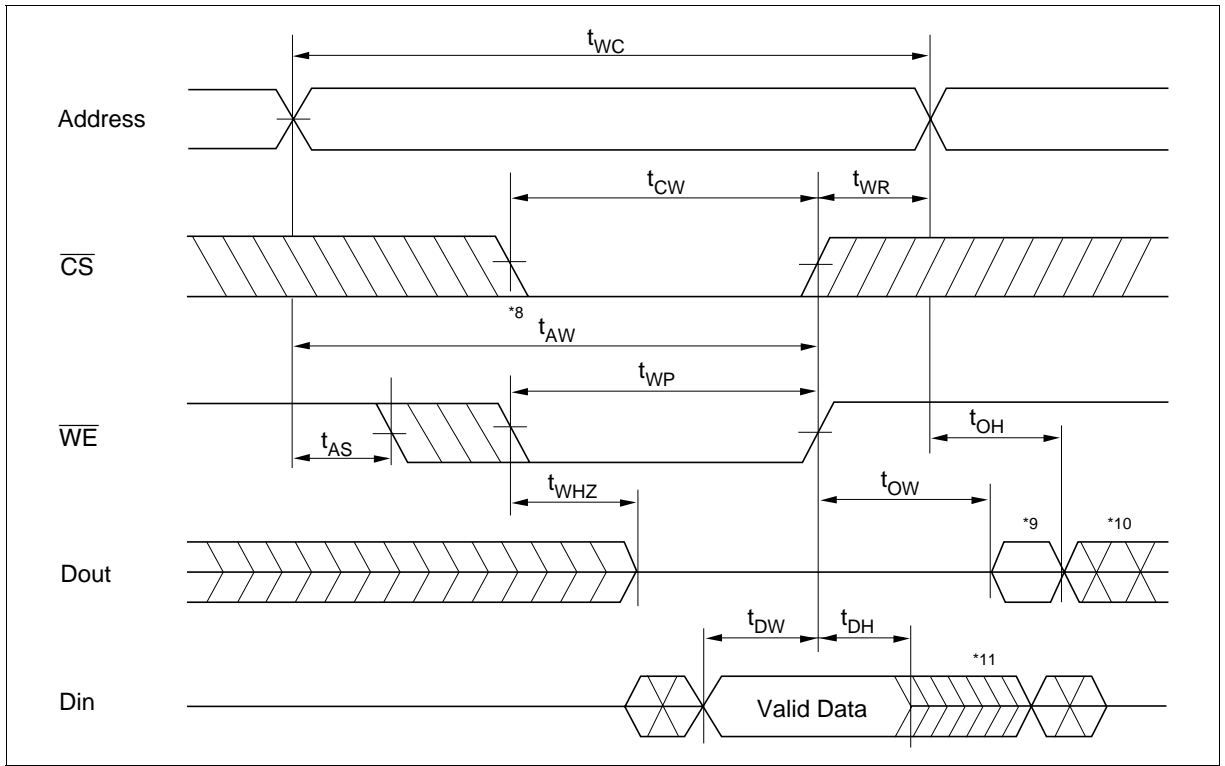 tWC
Address
tCW
tWR
CS
*8
tAW
tWP
WE
tAS
tOH
tWHZ
tOW
*9
*10
Dout
tDW
tDH
*11
Din
Valid Data